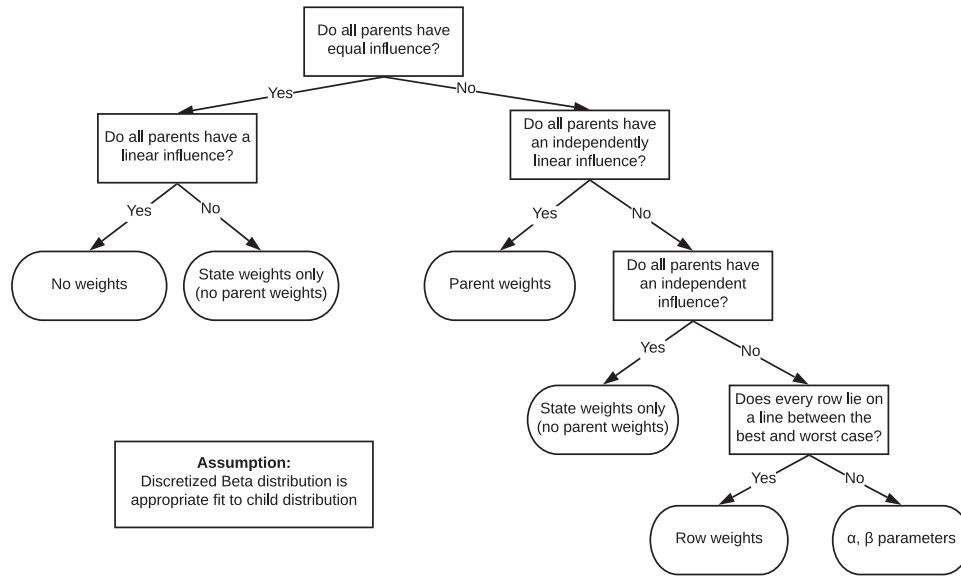 Do all parents have
equal influence?
Yes
No
Do all parents have a
linear influence?
Do all parents have
an independently
linear influence?
Yes
No
Yes
No
No weights
State weights only
(no parent weights)
Parent weights
Do all parents have
an independent
influence?
Yes
No
State weights only
(no parent weights)
Does every row lie on
a line between the
best and worst case?
Assumption:
Discretized Beta distribution is
appropriate fit to child distribution
Yes
No
Row weights
α, β parameters